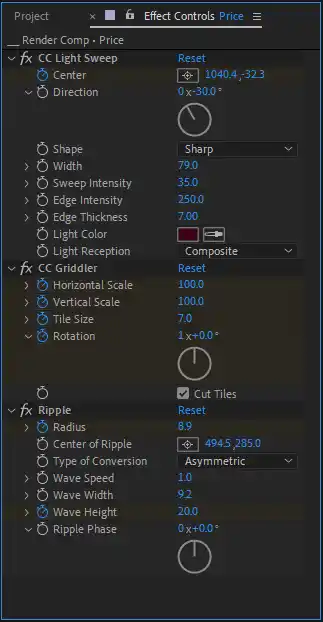 Project
Effect Controls Price
Render Comp • Price
fx CC Light Sweep Reset
Center 1040.4,-32.3
Direction 0x-30.0°
Shape Sharp
Width 79.0
Sweep Intensity 35.0
Edge Intensity 250.0
Edge Thickness 7.00
Light Color
Light Reception Composite
fx CC Griddler Reset
Horizontal Scale 100.0
Vertical Scale 100.0
Tile Size 7.0
Rotation 1x+0.0°
Cut Tiles
fx Ripple Reset
Radius 8.9
Center of Ripple 494.5,285.0
Type of Conversion Asymmetric
Wave Speed 1.0
Wave Width 9.2
Wave Height 20.0
Ripple Phase 0x+0.0°